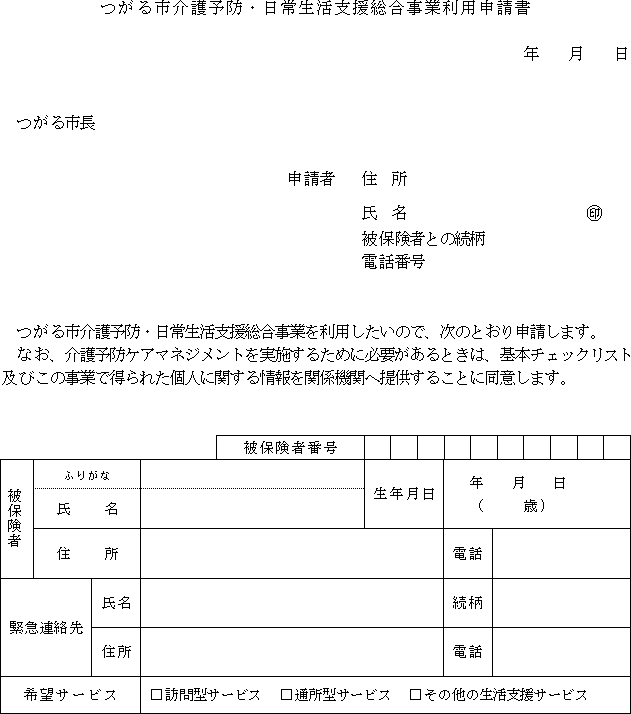 つがる市介護予防・日常生活支援総合事業利用申請書
年　月　日
つがる市長
申請者　住　所
氏　名　㊞
被保険者との続柄
電話番号
つがる市介護予防・日常生活支援総合事業を利用したいので、次のとおり申請します。
なお、介護予防ケアマネジメントを実施するために必要があるときは、基本チェックリスト
及びこの事業で得られた個人に関する情報を関係機関へ提供することに同意します。
被保険者番号
被保険者
ふりがな
氏　名
生年月日
年　月　日
（　歳）
住　所
電話
緊急連絡先
氏名
続柄
住所
電話
希望サービス
□訪問型サービス　□通所型サービス　□その他の生活支援サービス